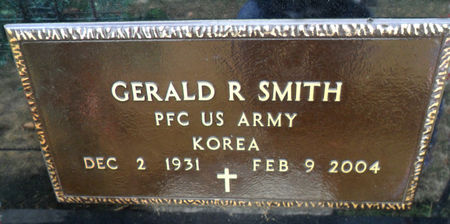 GERALD R SMITH
PFC US ARMY
KOREA
DEC 2 1931 FEB 9 2004